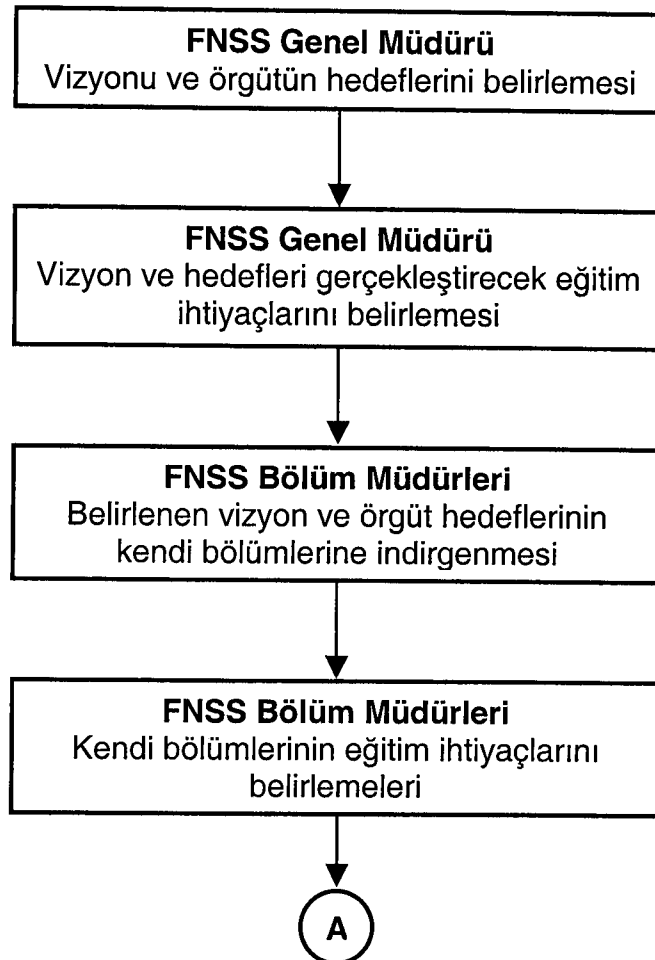 FNSS Genel Müdürü
Vizyonu ve örgütün hedeflerini belirlemesi
FNSS Genel Müdürü
Vizyon ve hedefleri gerçekleştirecek eğitim
ihtiyaçlarını belirlemesi
FNSS Bölüm Müdürleri
Belirlenen vizyon ve örgüt hedeflerinin
kendi bölümlerine indirgenmesi
FNSS Bölüm Müdürleri
Kendi bölümlerinin eğitim ihtiyaçlarını
belirlemeleri
A